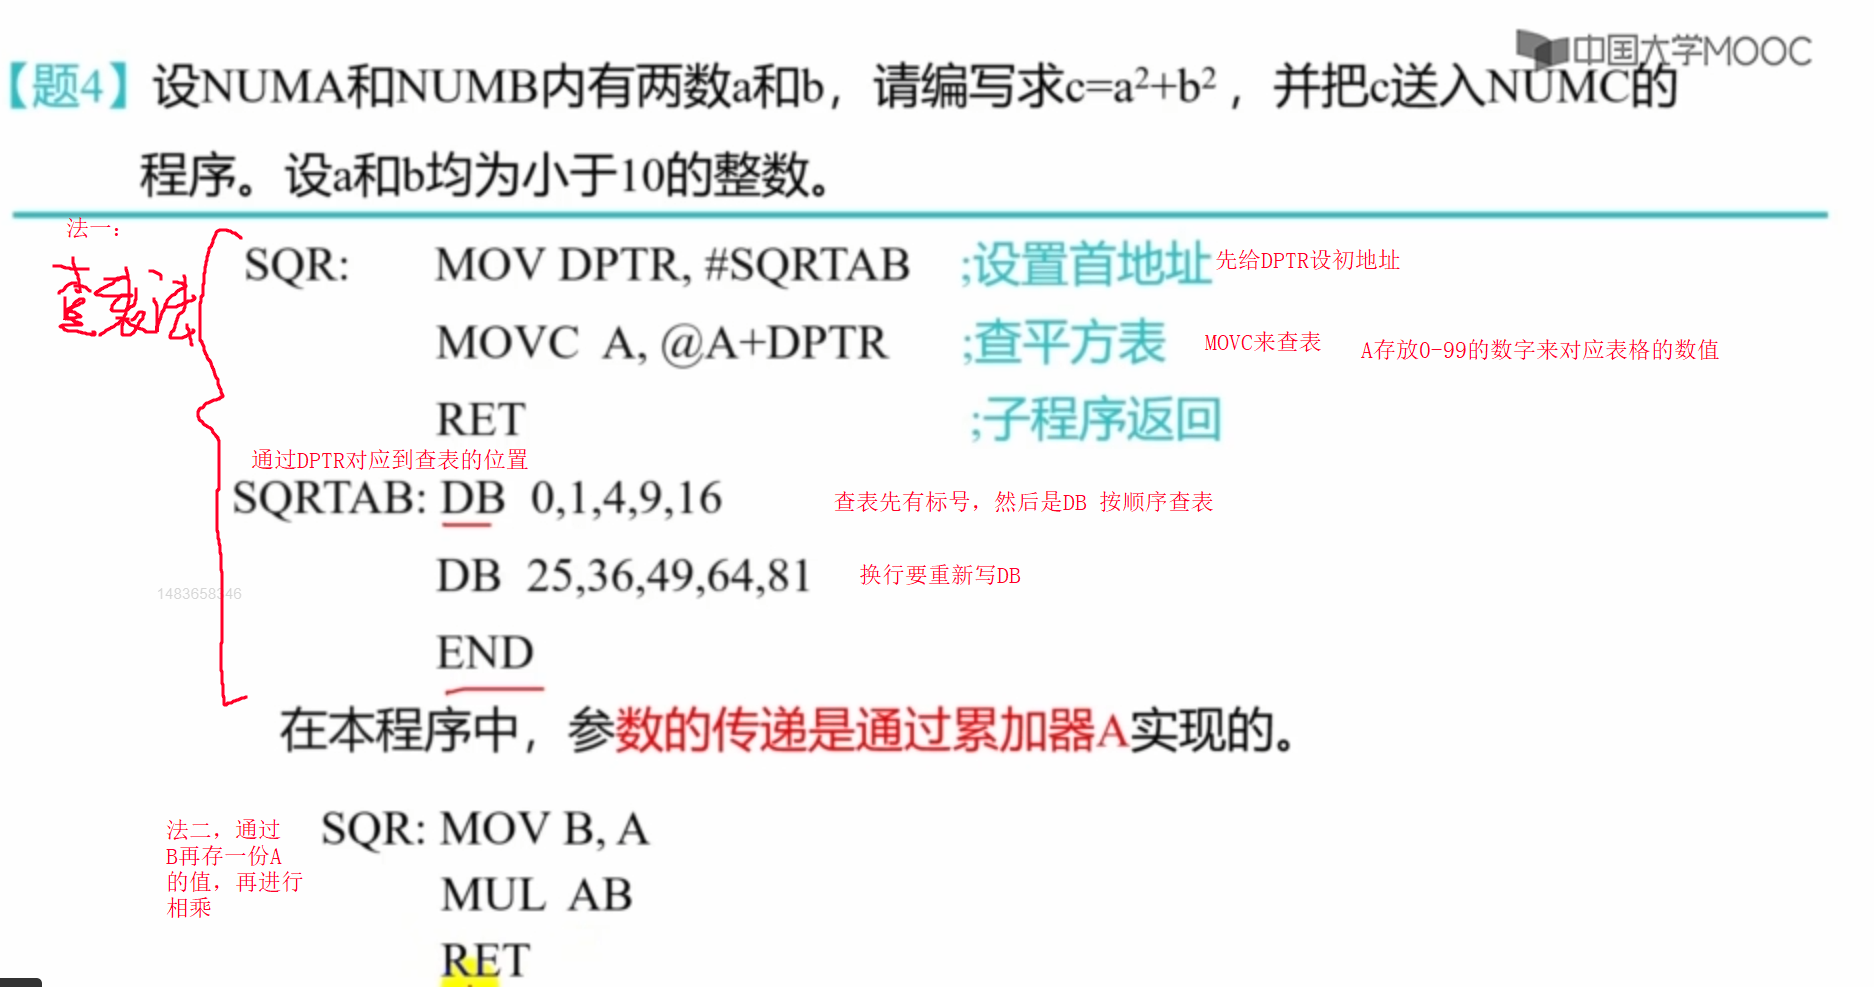 中国大学MOOC
【题4】设NUMA和NUMB内有两数a和b，请编写求c=a²+b²，并把c送入NUMC的
程序。设a和b均为小于10的整数。
法一：
查表法
SQR: MOV DPTR, #SQRTAB ;设置首地址 先给DPTR设初地址
MOVC A, @A+DPTR ;查平方表 MOVC来查表 A存放0-99的数字来对应表格的数值
RET ;子程序返回
通过DPTR对应到查表的位置
SQRTAB: DB 0,1,4,9,16 查表先有标号，然后是DB 按顺序查表
DB 25,36,49,64,81 换行要重新写DB
1483658346
END
在本程序中，参数的传递是通过累加器A实现的。
法二，通过
B再存一份A
的值，再进行
相乘
SQR: MOV B, A
MUL AB
RET